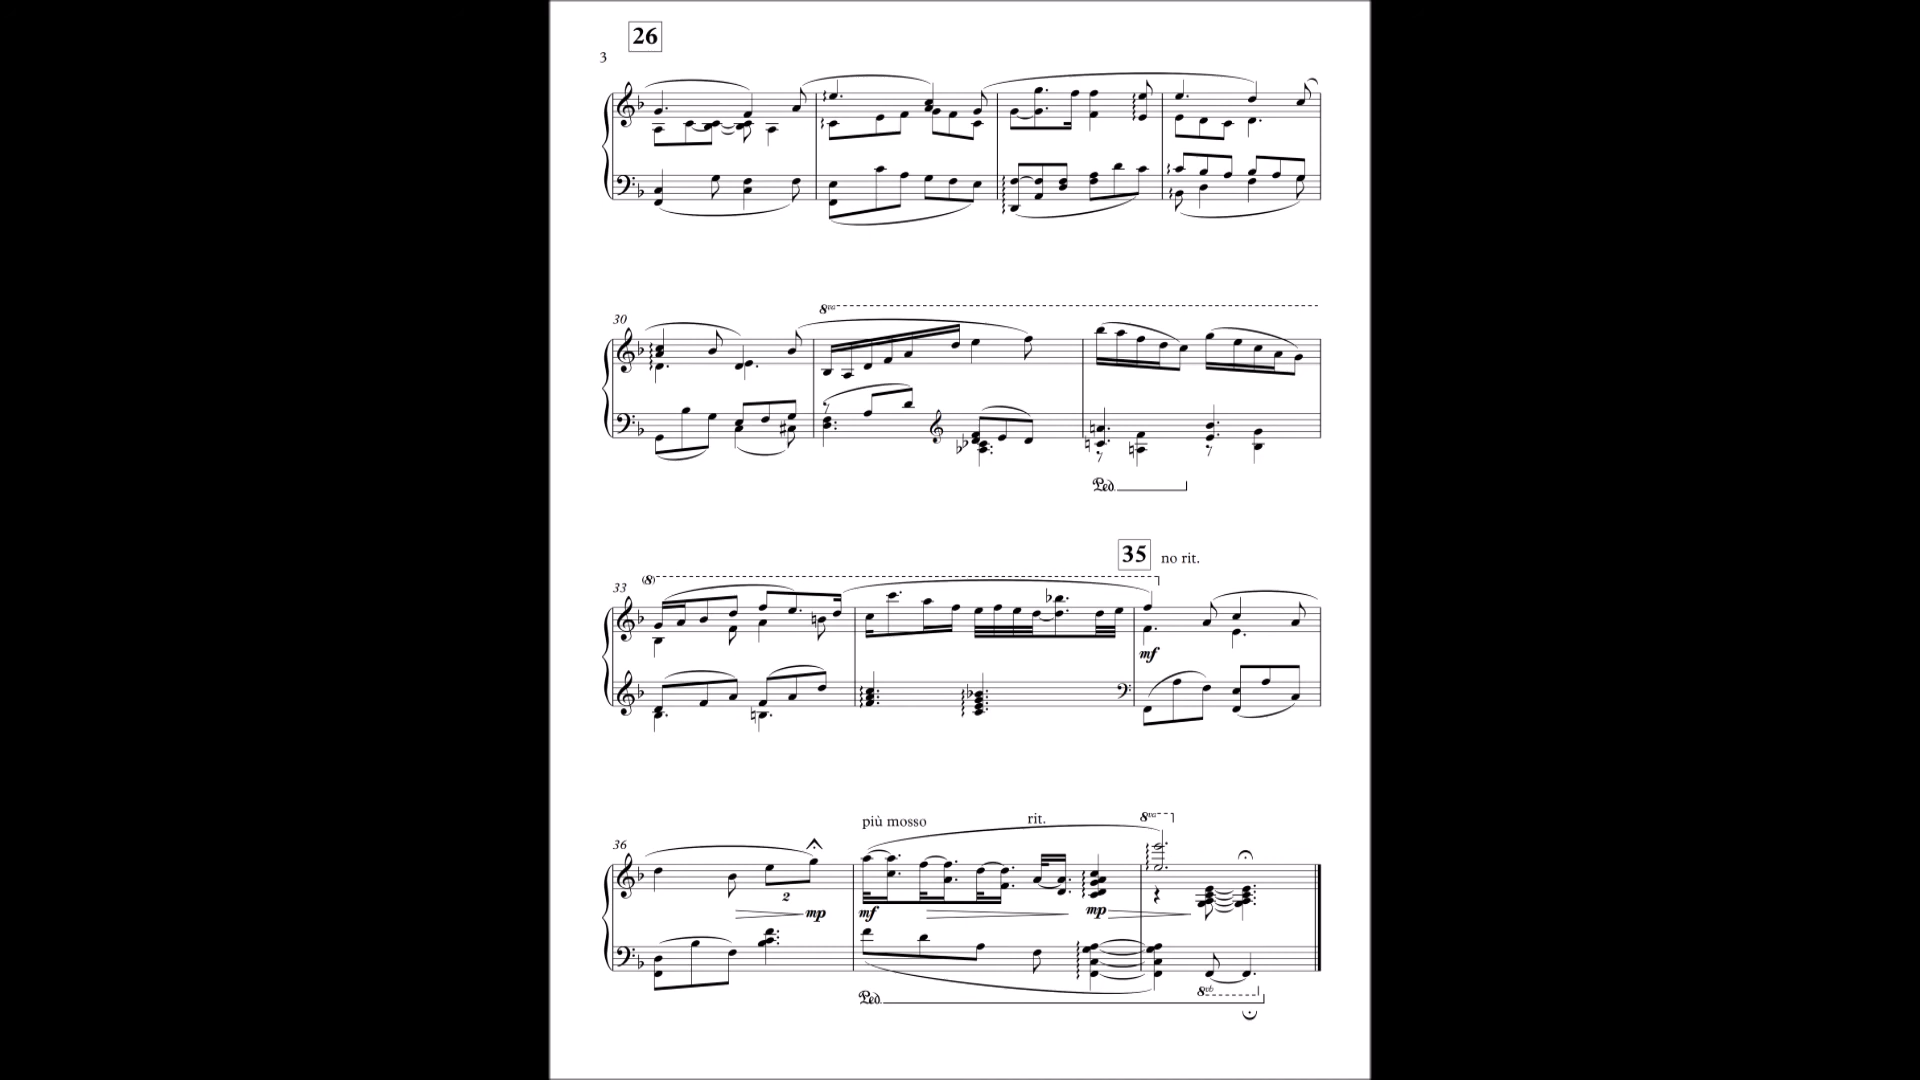 26
3
30
8va
Ped.
35 no rit.
(8)
33
mf
più mosso rit. 8va
36
2 mp mf mp
Ped. 8vb